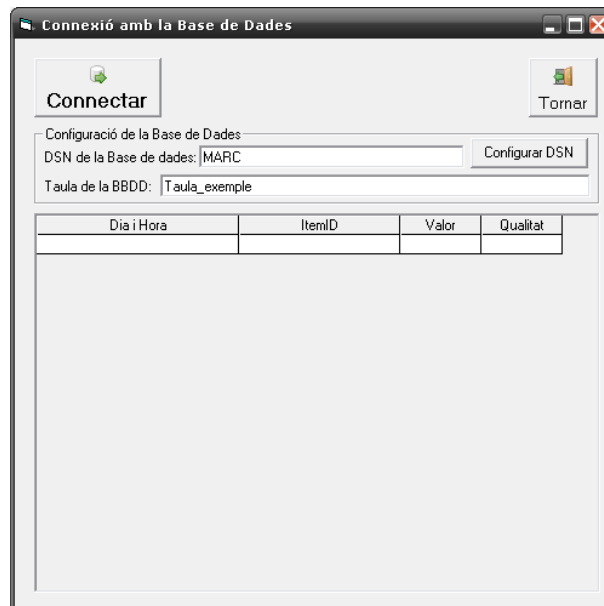 Connexió amb la Base de Dades
Connectar
Tornar
Configuració de la Base de Dades
DSN de la Base de dades: MARC
Configurar DSN
Taula de la BBDD: Taula_exemple
Dia i Hora ItemID Valor Qualitat